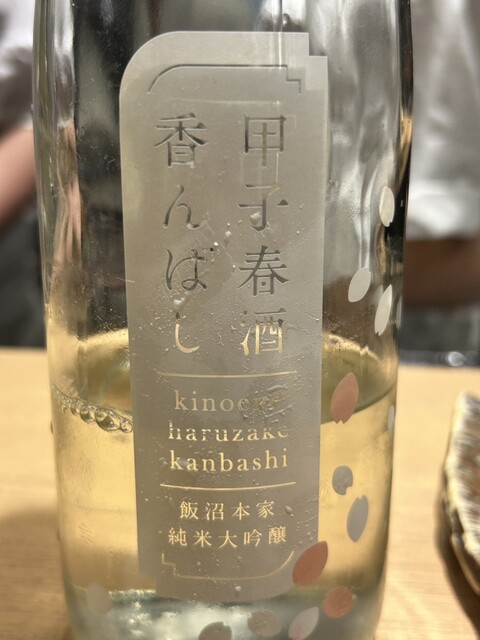 甲子春酒
香んばし
kinoene
haruzake
kanbashi
飯沼本家
純米大吟醸